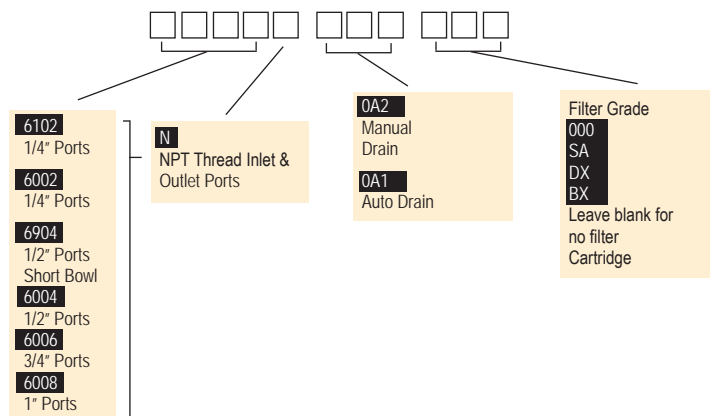 6102
1/4" Ports
6002
1/4" Ports
6904
1/2" Ports
Short Bowl
6004
1/2" Ports
6006
3/4" Ports
6008
1" Ports
N
NPT Thread Inlet &
Outlet Ports
0A2
Manual
Drain
0A1
Auto Drain
Filter Grade
000
SA
DX
BX
Leave blank for
no filter
Cartridge